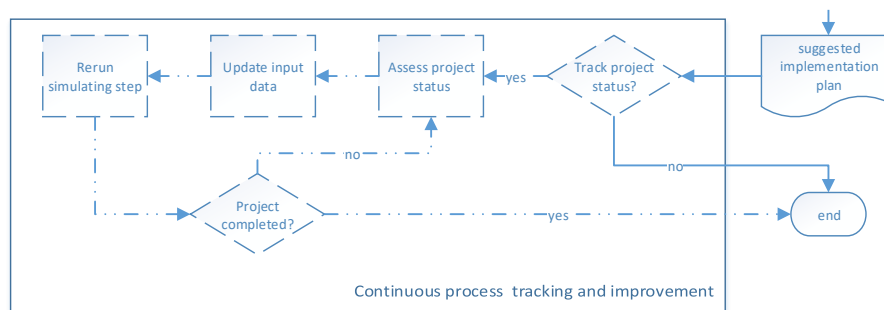 Rerun
simulating step
Update input
data
Assess project
status
yes
Track project
status?
suggested
implementation
plan
no
no
Project
completed?
yes
end
Continuous process tracking and improvement